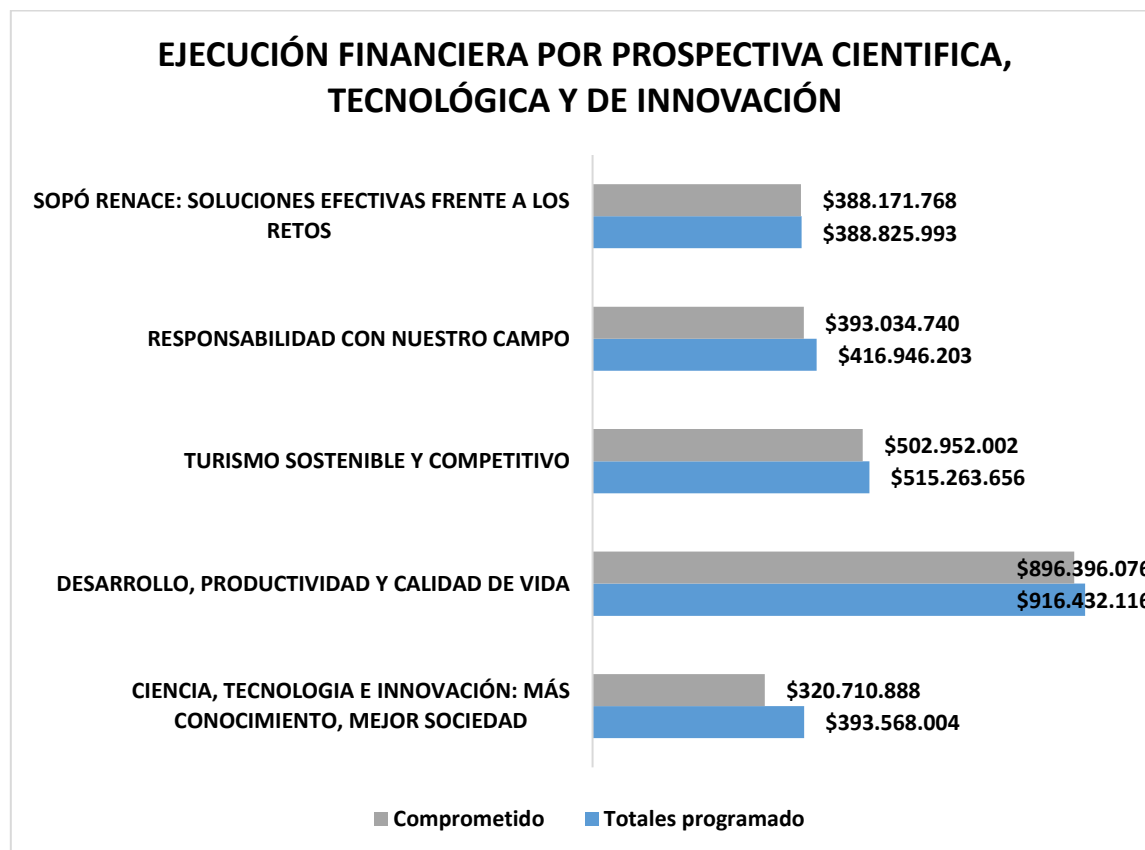 EJECUCIÓN FINANCIERA POR PROSPECTIVA CIENTIFICA,
TECNOLÓGICA Y DE INNOVACIÓN
SOPÓ RENACE: SOLUCIONES EFECTIVAS FRENTE A LOS
RETOS
$388.171.768
$388.825.993
RESPONSABILIDAD CON NUESTRO CAMPO
$393.034.740
$416.946.203
TURISMO SOSTENIBLE Y COMPETITIVO
$502.952.002
$515.263.656
DESARROLLO, PRODUCTIVIDAD Y CALIDAD DE VIDA
$896.396.076
$916.432.116
CIENCIA, TECNOLOGIA E INNOVACIÓN: MÁS
CONOCIMIENTO, MEJOR SOCIEDAD
$320.710.888
$393.568.004
Comprometido
Totales programado